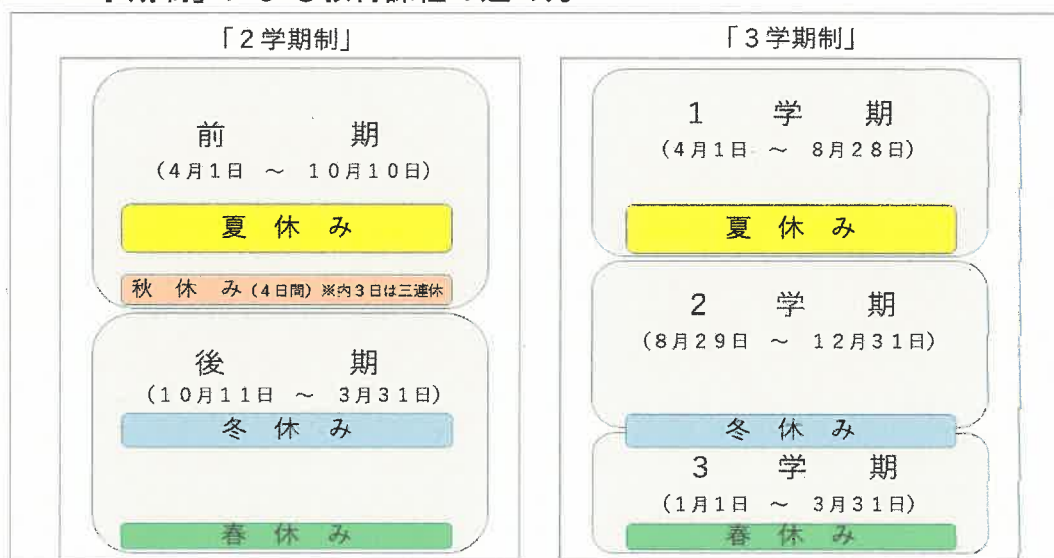 「2学期制」
前期
(4月1日 ～ 10月10日)
夏休み
秋休み(4日間)※内3日は三連休
後期
(10月11日 ～ 3月31日)
冬休み
春休み
「3学期制」
1学期
(4月1日 ～ 8月28日)
夏休み
2学期
(8月29日 ～ 12月31日)
冬休み
3学期
(1月1日 ～ 3月31日)
春休み